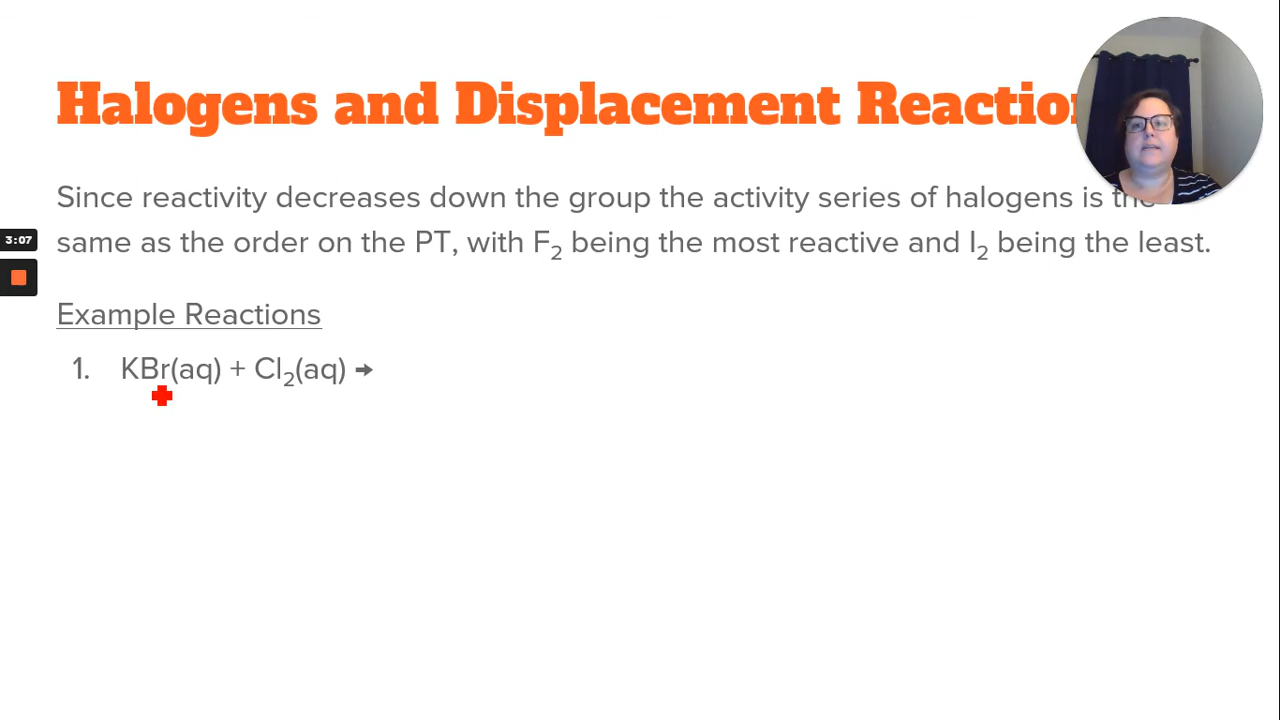 Halogens and Displacement Reaction
Since reactivity decreases down the group the activity series of halogens is the
same as the order on the PT, with F₂ being the most reactive and I₂ being the least.
3:07
Example Reactions
1. KBr(aq) + Cl₂(aq) →